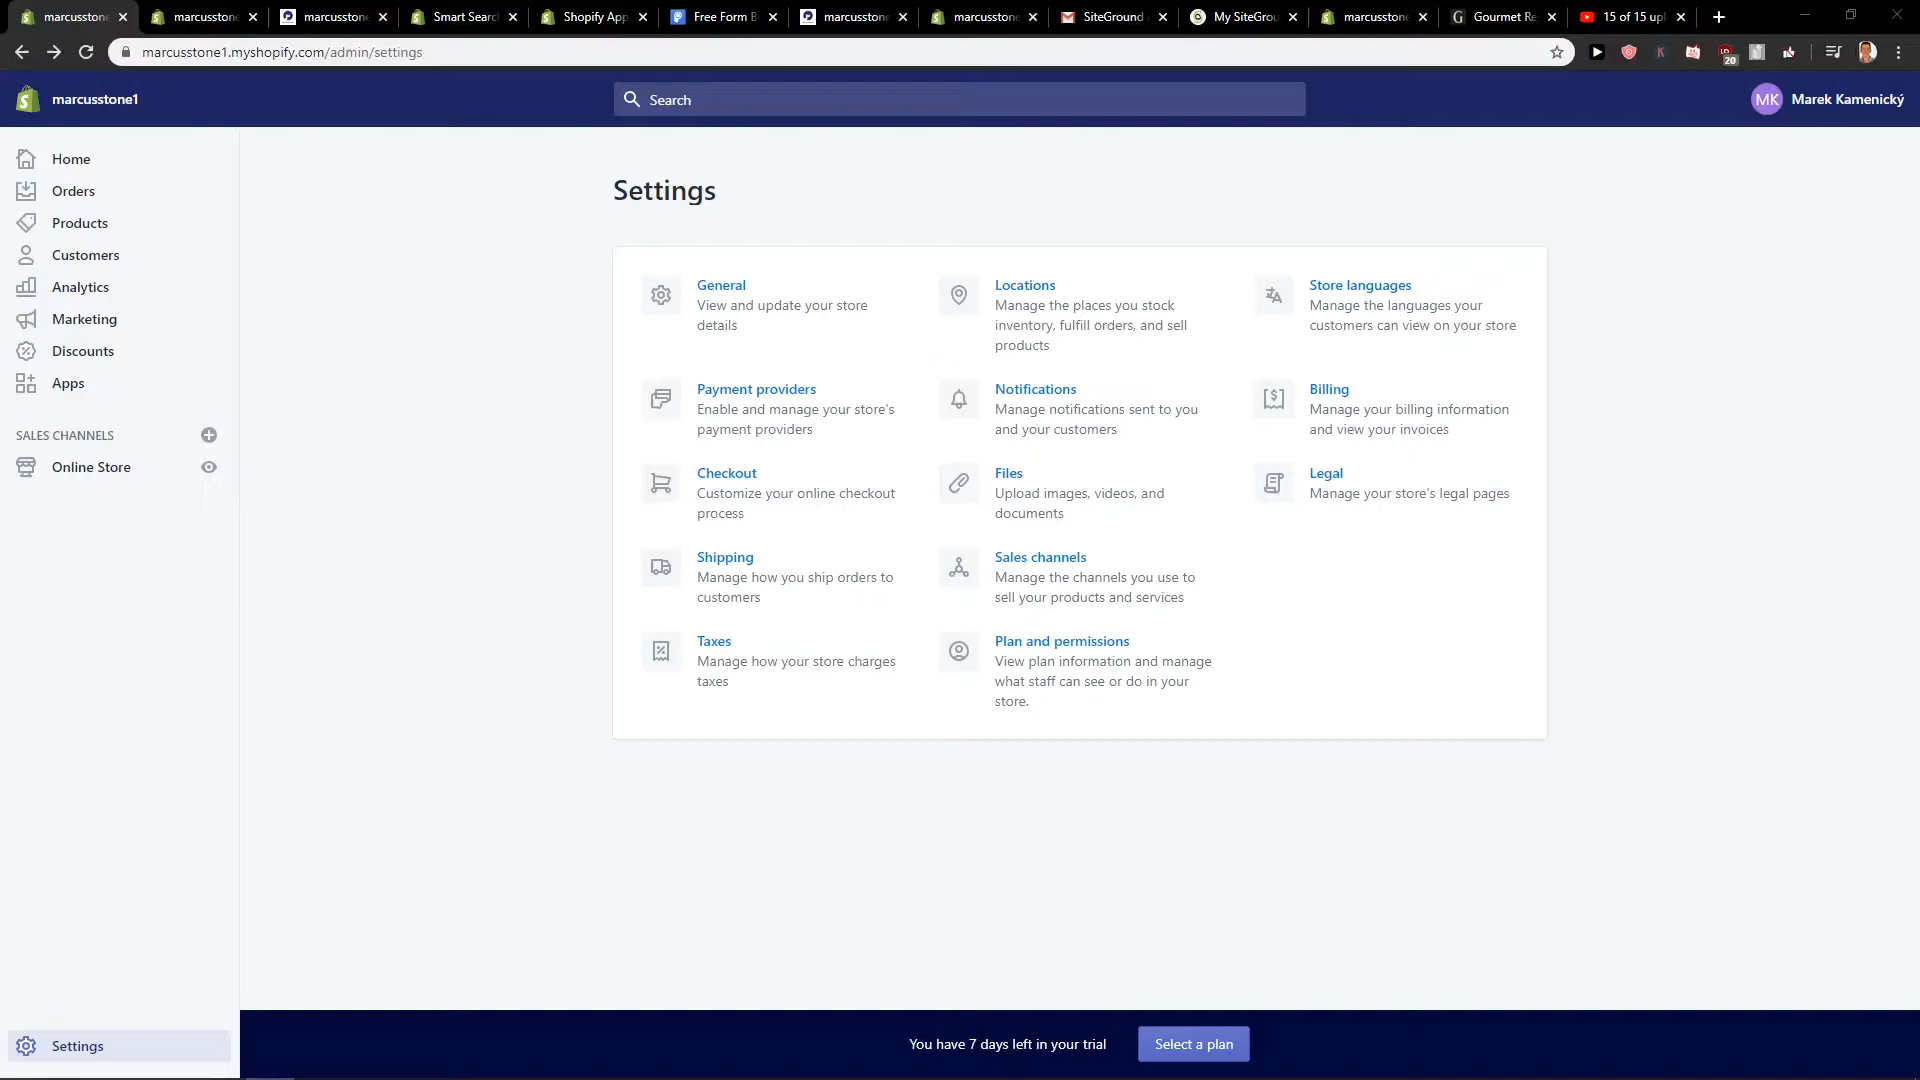 marcusstone
marcusstone
marcusstone
Smart Searc
Shopify App
Free Form B
marcusstone
marcusstone
SiteGround
My SiteGrou
marcusstone
Gourmet Re
15 of 15 upl
marcusstone1.myshopify.com/admin/settings
20
marcusstone1
Search
MK
Marek Kamenický
Home
Orders
Products
Customers
Analytics
Marketing
Discounts
Apps
SALES CHANNELS
Online Store
Settings
Settings
General
View and update your store
details
Payment providers
Enable and manage your store's
payment providers
Checkout
Customize your online checkout
process
Shipping
Manage how you ship orders to
customers
Taxes
Manage how your store charges
taxes
Locations
Manage the places you stock
inventory, fulfill orders, and sell
products
Notifications
Manage notifications sent to you
and your customers
Files
Upload images, videos, and
documents
Sales channels
Manage the channels you use to
sell your products and services
Plan and permissions
View plan information and manage
what staff can see or do in your
store.
Store languages
Manage the languages your
customers can view on your store
Billing
Manage your billing information
and view your invoices
Legal
Manage your store's legal pages
You have 7 days left in your trial
Select a plan